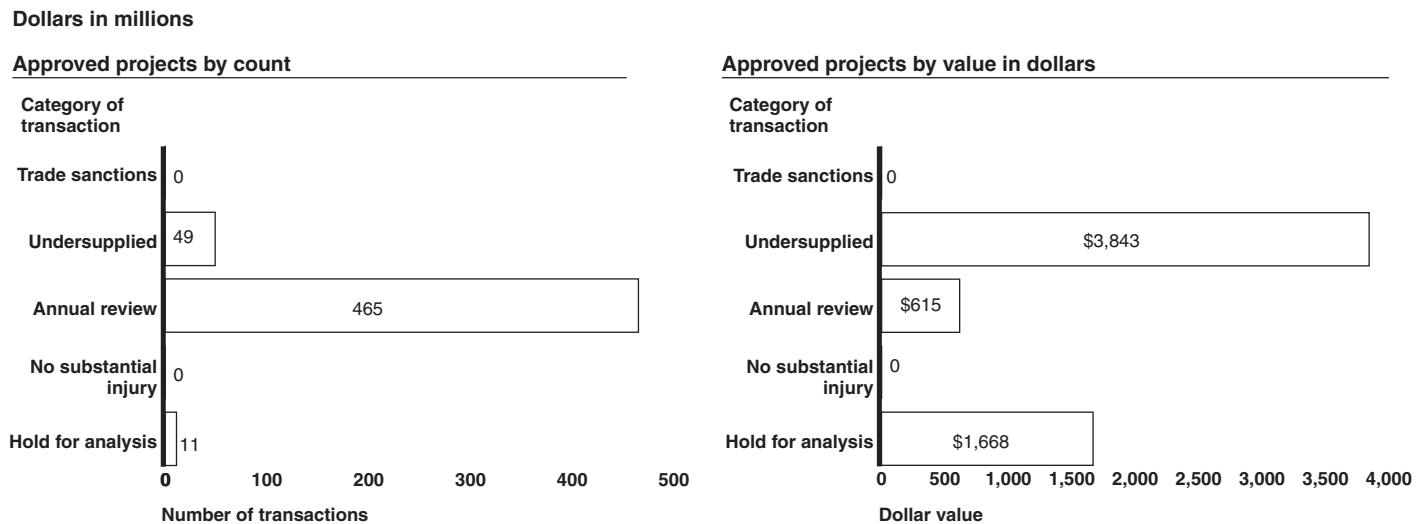 Dollars in millions
Approved projects by count
Category of
transaction
Trade sanctions 0
Undersupplied 49
Annual review 465
No substantial
injury 0
Hold for analysis 11
0 100 200 300 400 500
Number of transactions
Approved projects by value in dollars
Category of
transaction
Trade sanctions 0
Undersupplied $3,843
Annual review $615
No substantial
injury 0
Hold for analysis $1,668
0 500 1,000 1,500 2,000 2,500 3,000 3,500 4,000
Dollar value